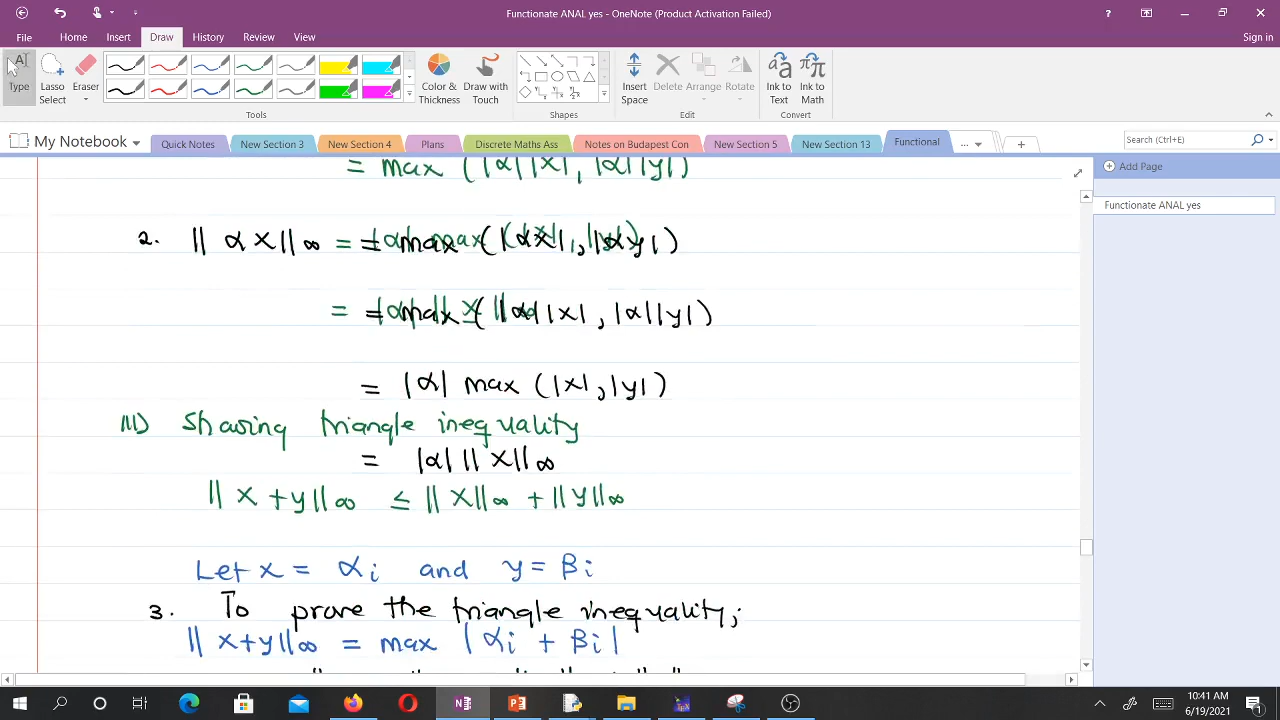 Functionate ANAL yes - OneNote (Product Activation Failed)
File Home Insert Draw History Review View Sign in
Type Lasso Select Eraser Color & Thickness Draw with Touch Insert Space Delete Arrange Rotate Ink to Text Ink to Math
Tools Shapes Edit Convert
My Notebook Quick Notes New Section 3 New Section 4 Plans Discrete Maths Ass Notes on Budapest Con New Section 5 New Section 13 Functional ... Search (Ctrl+E)
Add Page
Functionate ANAL yes
= max (|α||x|, |α||y|)
2. || αX||∞ = max (|αx|, |αy|)
= |α| max (|x|, |y|)
= max (|α||x|, |α||y|)
= |α| || x ||∞
= |α| max (|x|, |y|)
III) Showing triangle inequality
= |α| || X||∞
|| x + y||∞ ≤ || x||∞ + ||y||∞
Let x = αi and y = βi
3. To prove the triangle inequality;
|| x+y||∞ = max |αi + βi|
10:41 AM
6/19/2021